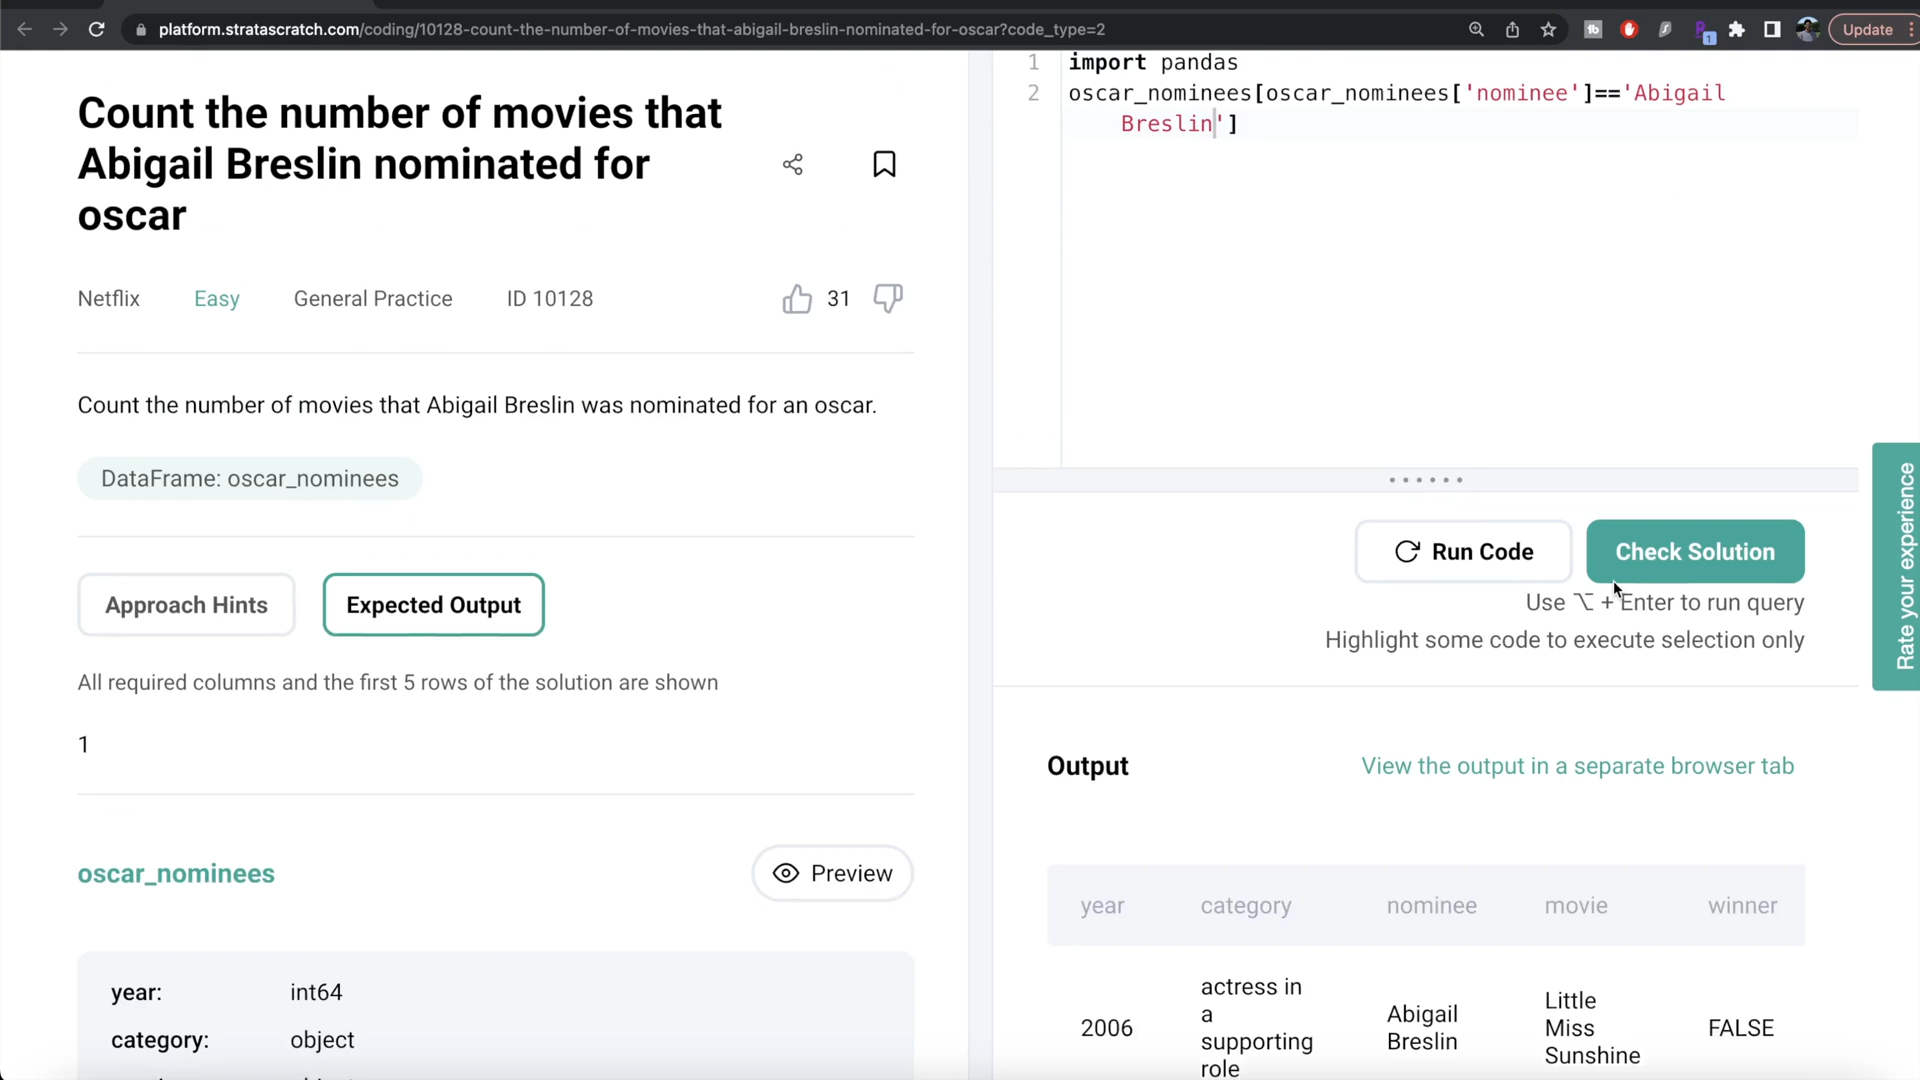 platform.stratascratch.com/coding/10128-count-the-number-of-movies-that-abigail-breslin-nominated-for-oscar?code_type=2
Update
Count the number of movies that
Abigail Breslin nominated for
oscar
Netflix Easy General Practice ID 10128 31
Count the number of movies that Abigail Breslin was nominated for an oscar.
DataFrame: oscar_nominees
Approach Hints Expected Output
All required columns and the first 5 rows of the solution are shown
1
oscar_nominees Preview
year: int64
category: object
1 import pandas
2 oscar_nominees[oscar_nominees['nominee']=='Abigail
Breslin']
Run Code Check Solution
Use ⌥ + Enter to run query
Highlight some code to execute selection only
Output View the output in a separate browser tab
year category nominee movie winner
2006 actress in a supporting role Abigail Breslin Little Miss Sunshine FALSE
Rate your experience